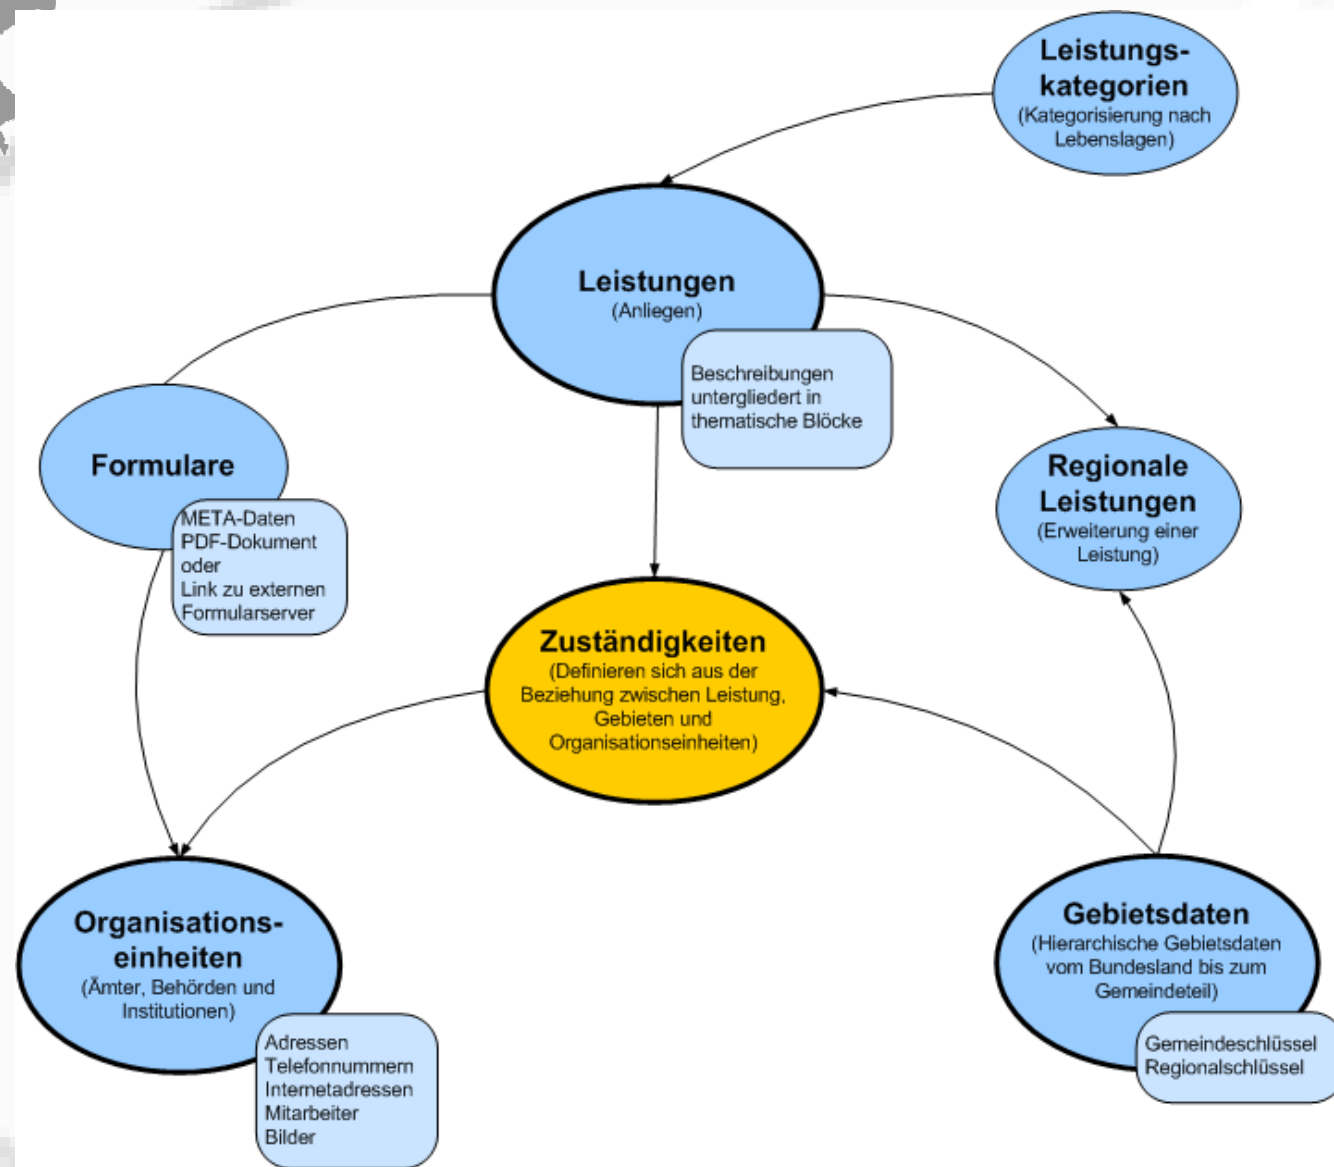 Leistungs-
kategorien
(Kategorisierung nach
Lebenslagen)
Leistungen
(Anliegen)
Beschreibungen
untergliedert in
thematische Blöcke
Formulare
META-Daten
PDF-Dokument
oder
Link zu externen
Formularserver
Regionale
Leistungen
(Erweiterung einer
Leistung)
Zuständigkeiten
(Definieren sich aus der
Beziehung zwischen Leistung,
Gebieten und
Organisationseinheiten)
Organisations-
einheiten
(Ämter, Behörden und
Institutionen)
Adressen
Telefonnummern
Internetadressen
Mitarbeiter
Bilder
Gebietsdaten
(Hierarchische Gebietsdaten
vom Bundesland bis zum
Gemeindeteil)
Gemeindeschlüssel
Regionalschlüssel